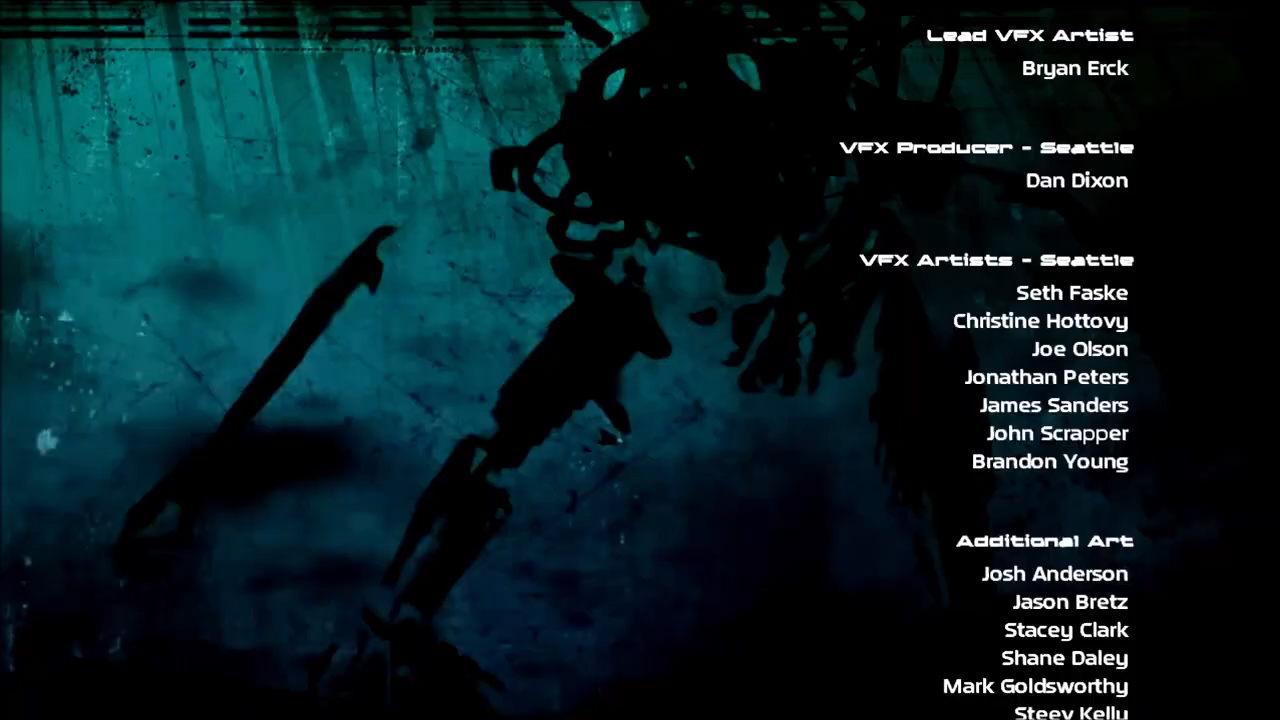 Lead VFX Artist
Bryan Erck
VFX Producer - Seattle
Dan Dixon
VFX Artists - Seattle
Seth Faske
Christine Hottovy
Joe Olson
Jonathan Peters
James Sanders
John Scrapper
Brandon Young
Additional Art
Josh Anderson
Jason Bretz
Stacey Clark
Shane Daley
Mark Goldsworthy
Steev Kelly